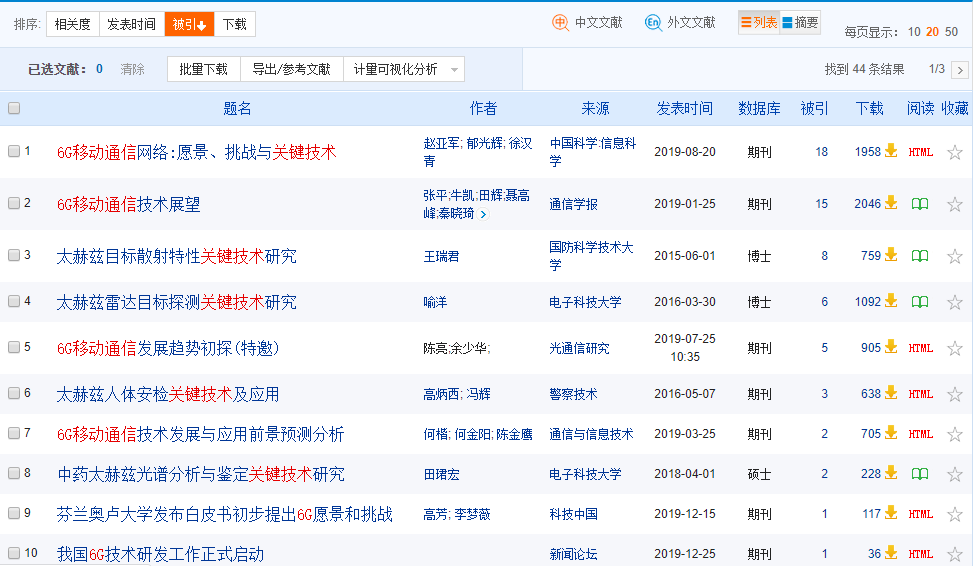 排序: 相关度 发表时间 被引 下载 中文文献 外文文献 列表 摘要 每页显示: 10 20 50
已选文献: 0 清除 批量下载 导出/参考文献 计量可视化分析 找到 44 条结果 1/3
题名 作者 来源 发表时间 数据库 被引 下载 阅读 收藏
1 6G移动通信网络:愿景、挑战与关键技术 赵亚军; 郁光辉; 徐汉青 中国科学:信息科学 2019-08-20 期刊 18 1958 HTML
2 6G移动通信技术展望 张平;牛凯;田辉;聂高峰;秦晓琦 通信学报 2019-01-25 期刊 15 2046
3 太赫兹目标散射特性关键技术研究 王瑞君 国防科学技术大学 2015-06-01 博士 8 759
4 太赫兹雷达目标探测关键技术研究 喻洋 电子科技大学 2016-03-30 博士 6 1092
5 6G移动通信发展趋势初探(特邀) 陈亮;余少华; 光通信研究 2019-07-25 10:35 期刊 5 905 HTML
6 太赫兹人体安检关键技术及应用 高炳西; 冯辉 警察技术 2016-05-07 期刊 3 638 HTML
7 6G移动通信技术发展与应用前景预测分析 何楷; 何金阳; 陈金鹰 通信与信息技术 2019-03-25 期刊 2 705 HTML
8 中药太赫兹光谱分析与鉴定关键技术研究 田珺宏 电子科技大学 2018-04-01 硕士 2 228
9 芬兰奥卢大学发布白皮书初步提出6G愿景和挑战 高芳; 李梦薇 科技中国 2019-12-15 期刊 1 117 HTML
10 我国6G技术研发工作正式启动 新闻论坛 2019-12-25 期刊 1 36 HTML